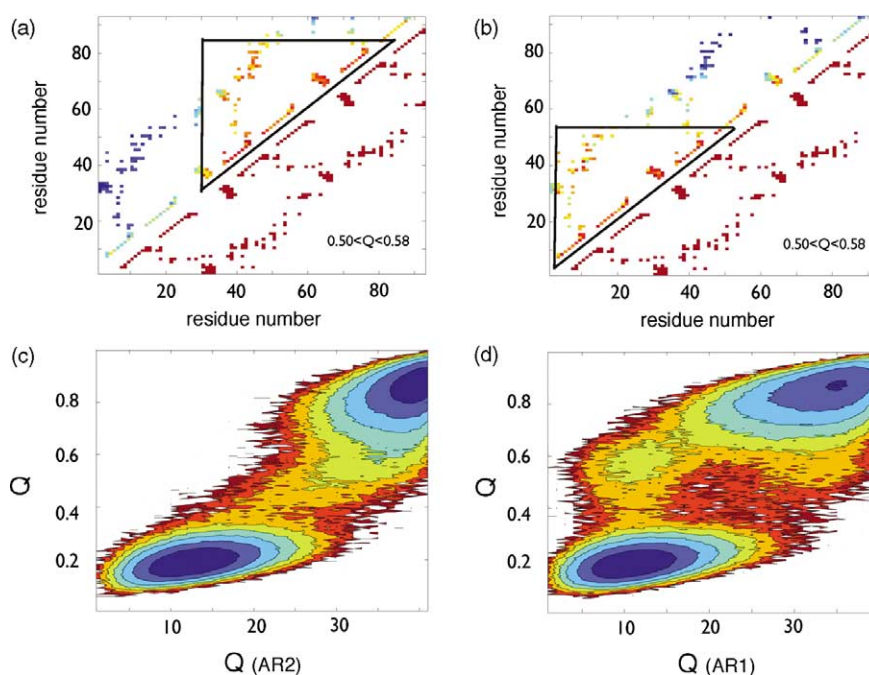 (a)
(b)
residue number
80
60
40
20
0.50<Q<0.58
20 40 60 80
residue number
residue number
80
60
40
20
0.50<Q<0.58
20 40 60 80
residue number
(c)
(d)
Q
0.8
0.6
0.4
0.2
10 20 30
Q (AR2)
Q
0.8
0.6
0.4
0.2
10 20 30
Q (AR1)